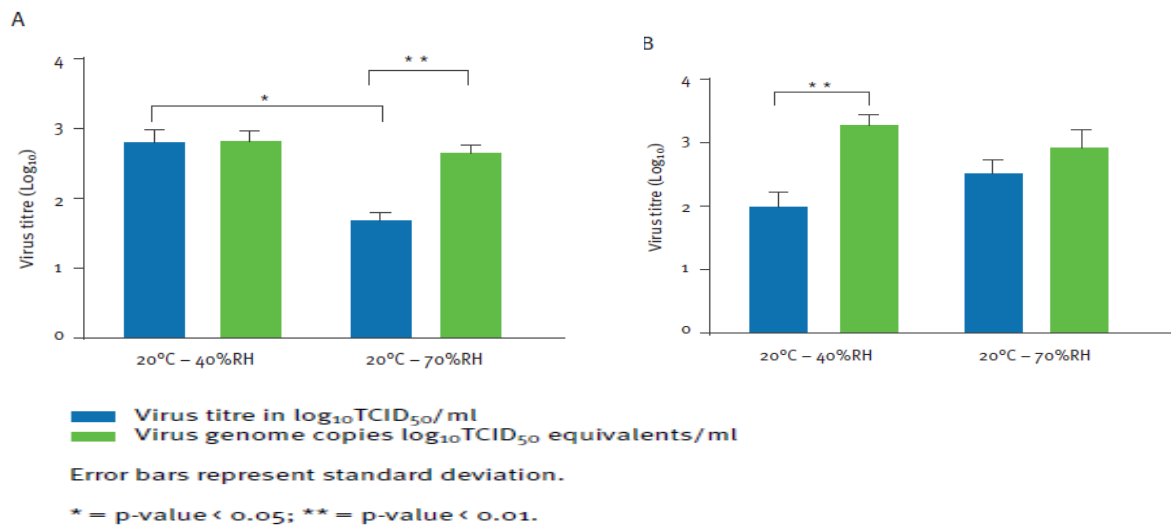 A
Virus titre (Log₁₀)
4
3
2
1
0
*
* *
20°C – 40%RH
20°C – 70%RH
B
Virus titre (Log₁₀)
4
3
2
1
0
* *
20°C – 40%RH
20°C – 70%RH
Virus titre in log₁₀TCID₅₀/ml
Virus genome copies log₁₀TCID₅₀ equivalents/ml
Error bars represent standard deviation.
* = p-value < 0.05; ** = p-value < 0.01.